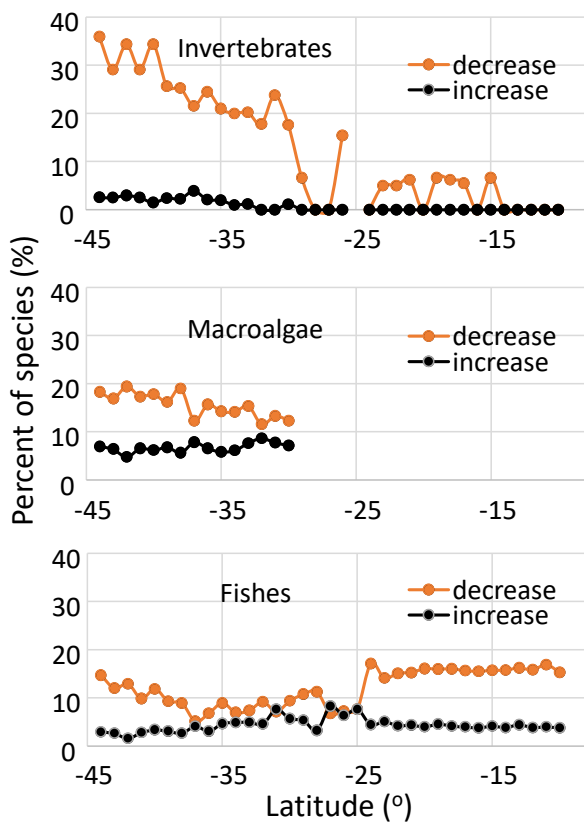 40
Invertebrates
decrease
30
increase
20
10
0
-45 -35 -25 -15
Percent of species (%)
40
Macroalgae
decrease
30
increase
20
10
0
-45 -35 -25 -15
40
Fishes
decrease
30
increase
20
10
0
-45 -35 -25 -15
Latitude (o)